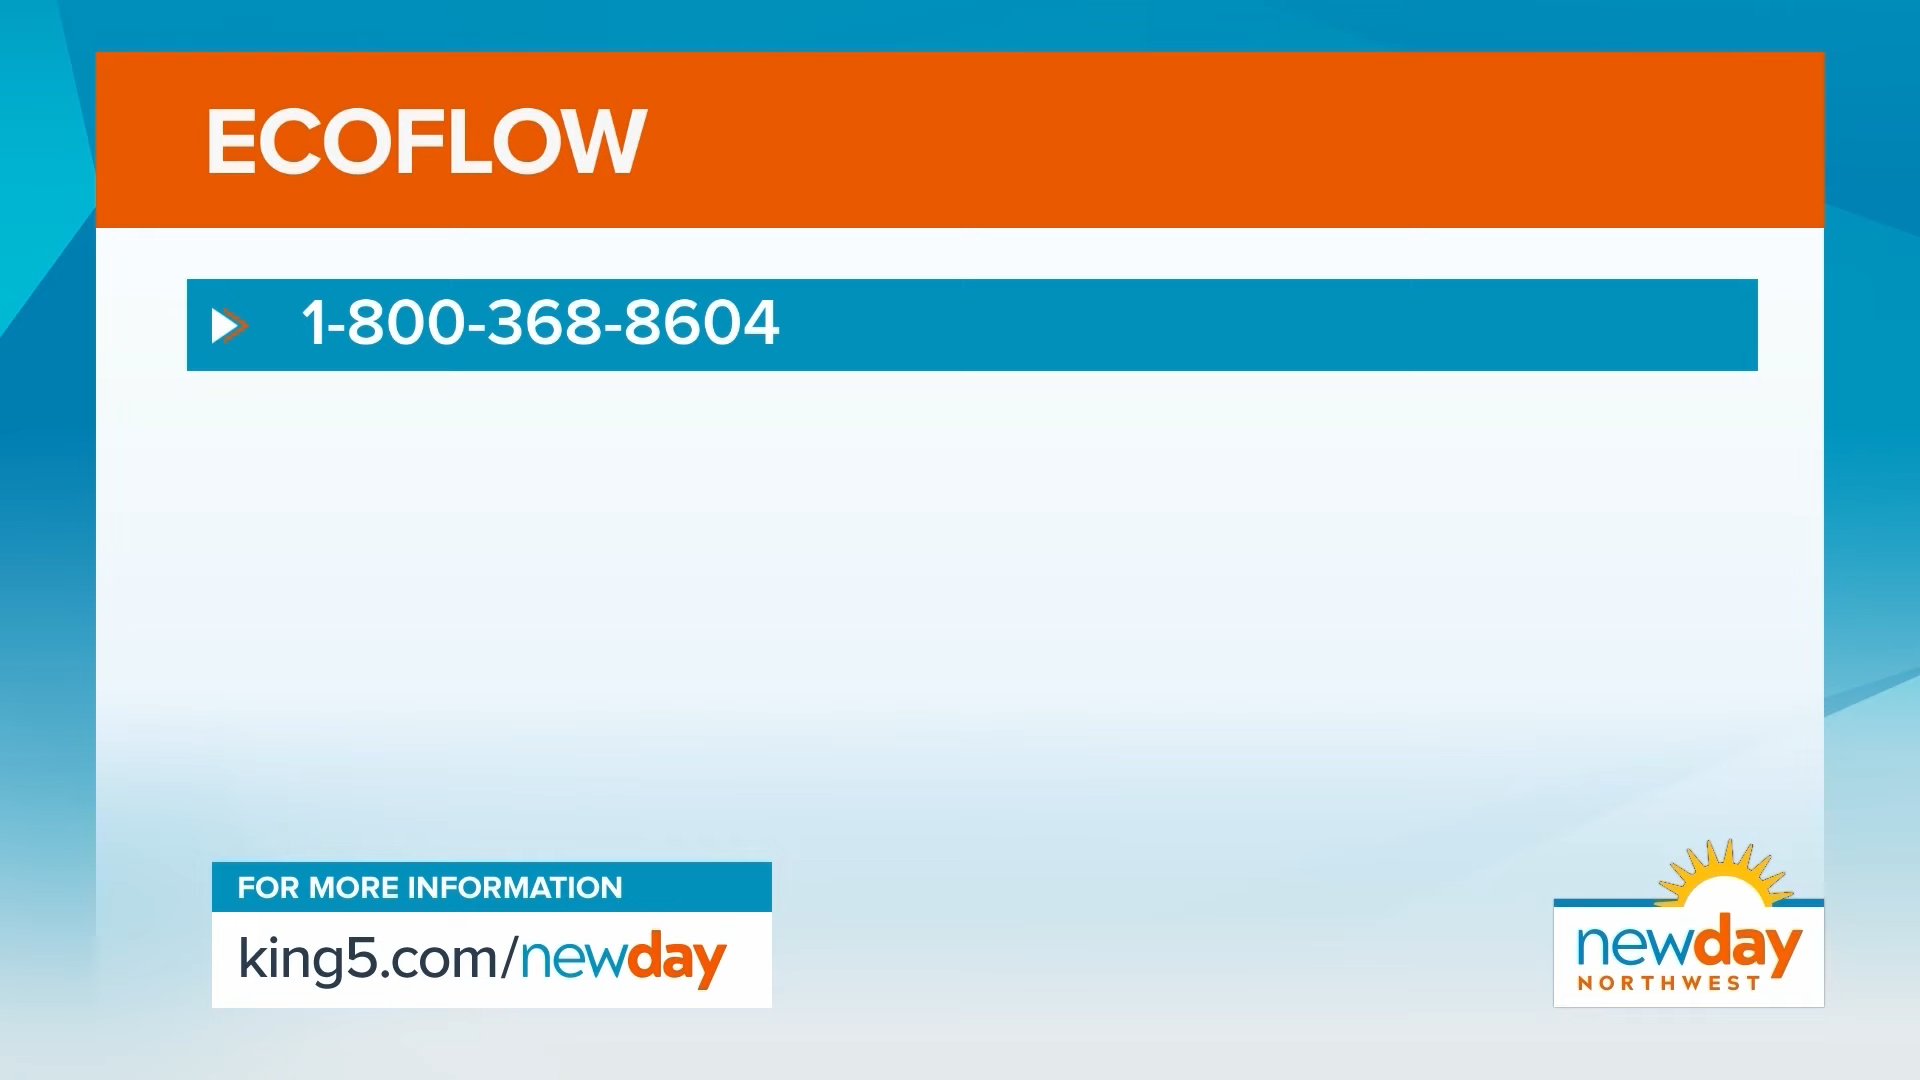 ECOFLOW
1-800-368-8604
FOR MORE INFORMATION
king5.com/newday
newday
NORTHWEST